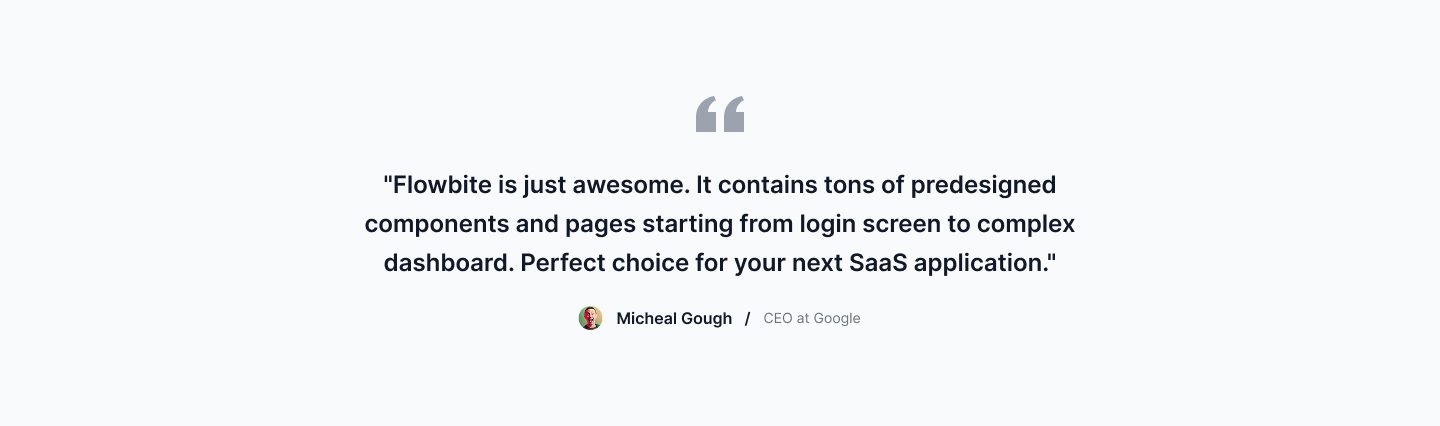 "Flowbite is just awesome. It contains tons of predesigned
components and pages starting from login screen to complex
dashboard. Perfect choice for your next SaaS application."
Micheal Gough / CEO at Google